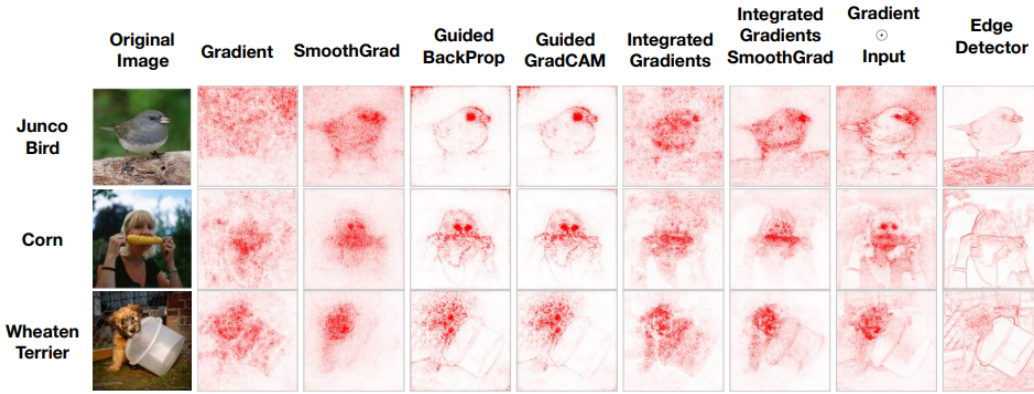 Original
Image
Gradient
SmoothGrad
Guided
BackProp
Guided
GradCAM
Integrated
Gradients
Integrated
Gradients
SmoothGrad
Gradient
⊙
Input
Edge
Detector
Junco
Bird
Corn
Wheaten
Terrier